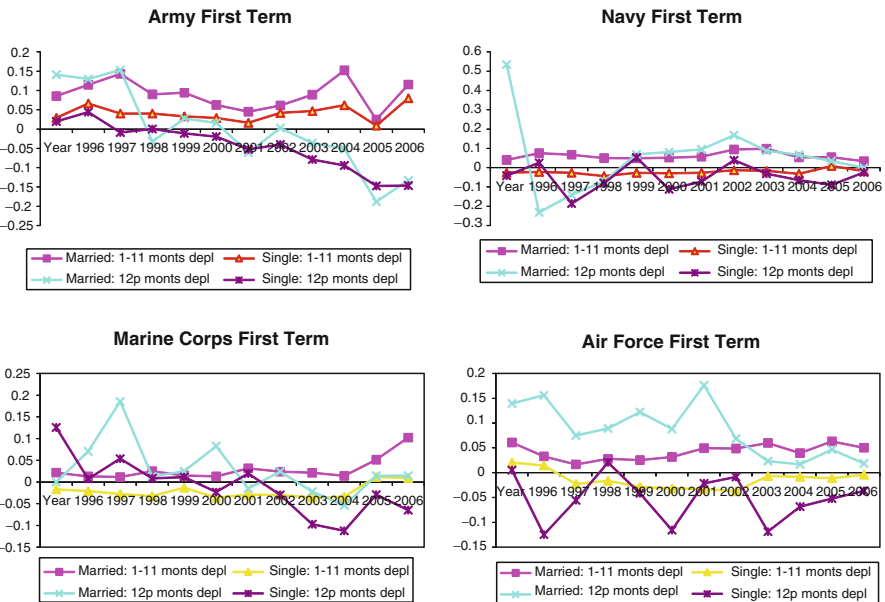 Army First Term
0.2
0.15
0.1
0.05
0
−0.05
−0.1
−0.15
−0.2
−0.25
Year 1996 1997 1998 1999 2000 2001 2002 2003 2004 2005 2006
Married: 1-11 monts depl Single: 1-11 monts depl
Married: 12p monts depl Single: 12p monts depl
Navy First Term
0.6
0.5
0.4
0.3
0.2
0.1
0
−0.1
−0.2
−0.3
Year 1996 1997 1998 1999 2000 2001 2002 2003 2004 2005 2006
Married: 1-11 monts depl Single: 1-11 monts depl
Married: 12p monts depl Single: 12p monts depl
Marine Corps First Term
0.25
0.2
0.15
0.1
0.05
0
−0.05
−0.1
−0.15
Year 1996 1997 1998 1999 2000 2001 2002 2003 2004 2005 2006
Married: 1-11 monts depl Single: 1-11 monts depl
Married: 12p monts depl Single: 12p monts depl
Air Force First Term
0.2
0.15
0.1
0.05
0
−0.05
−0.1
−0.15
Year 1996 1997 1998 1999 2000 2001 2002 2003 2004 2005 2006
Married: 1-11 monts depl Single: 1-11 monts depl
Married: 12p monts depl Single: 12p monts depl